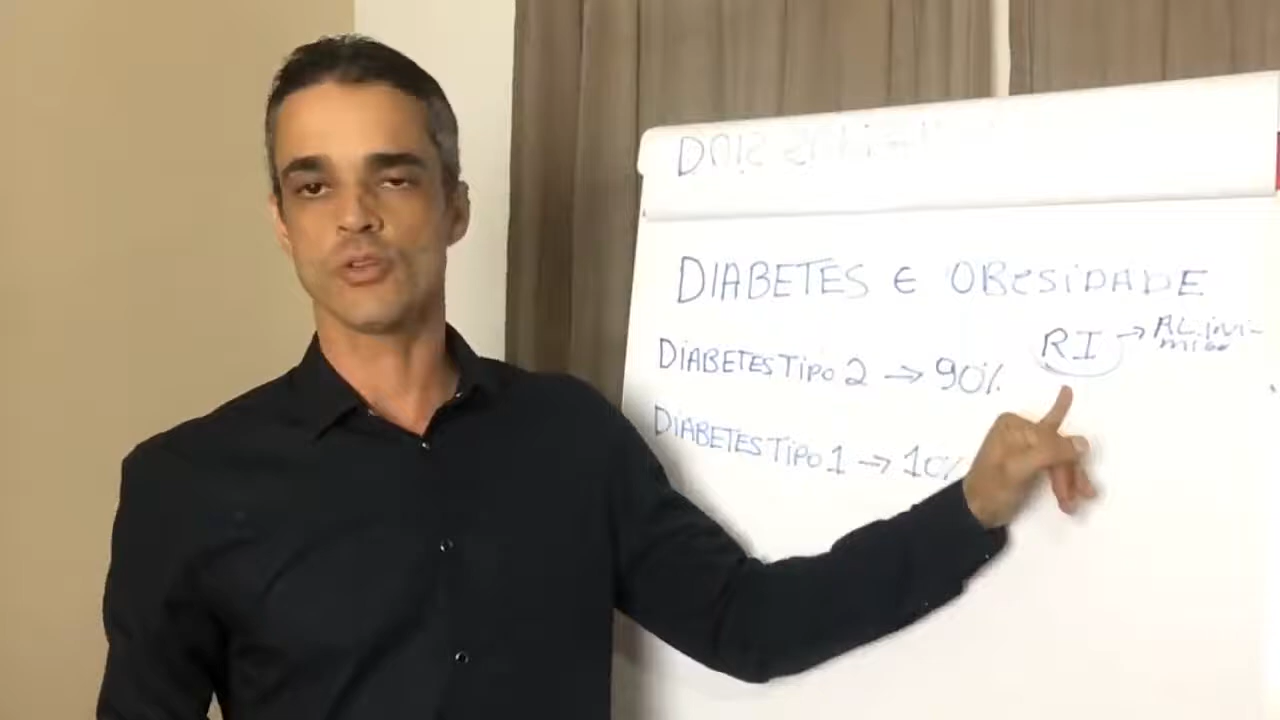 DIABETES E OBESIDADE
DIABETES TIPO 2 → 90%
RI →
DIABETES TIPO 1 → 10%